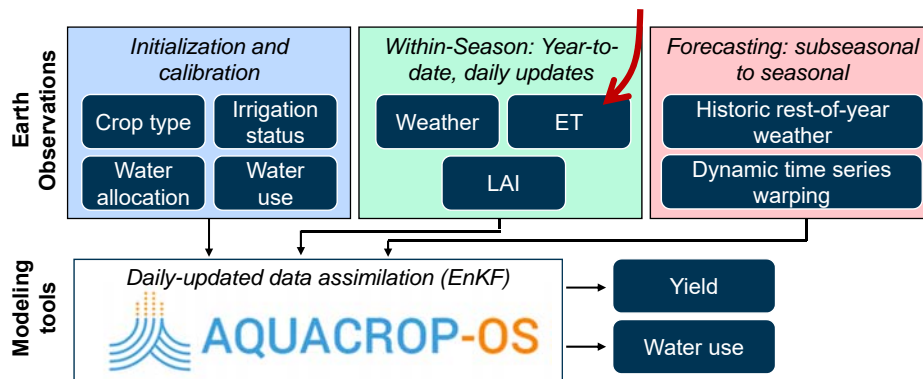 Earth
Observations
Initialization and
calibration
Crop type
Irrigation
status
Water
allocation
Water
use
Within-Season: Year-to-
date, daily updates
Weather
ET
LAI
Forecasting: subseasonal
to seasonal
Historic rest-of-year
weather
Dynamic time series
warping
Modeling
tools
Daily-updated data assimilation (EnKF)
AQUACROP-OS
Yield
Water use